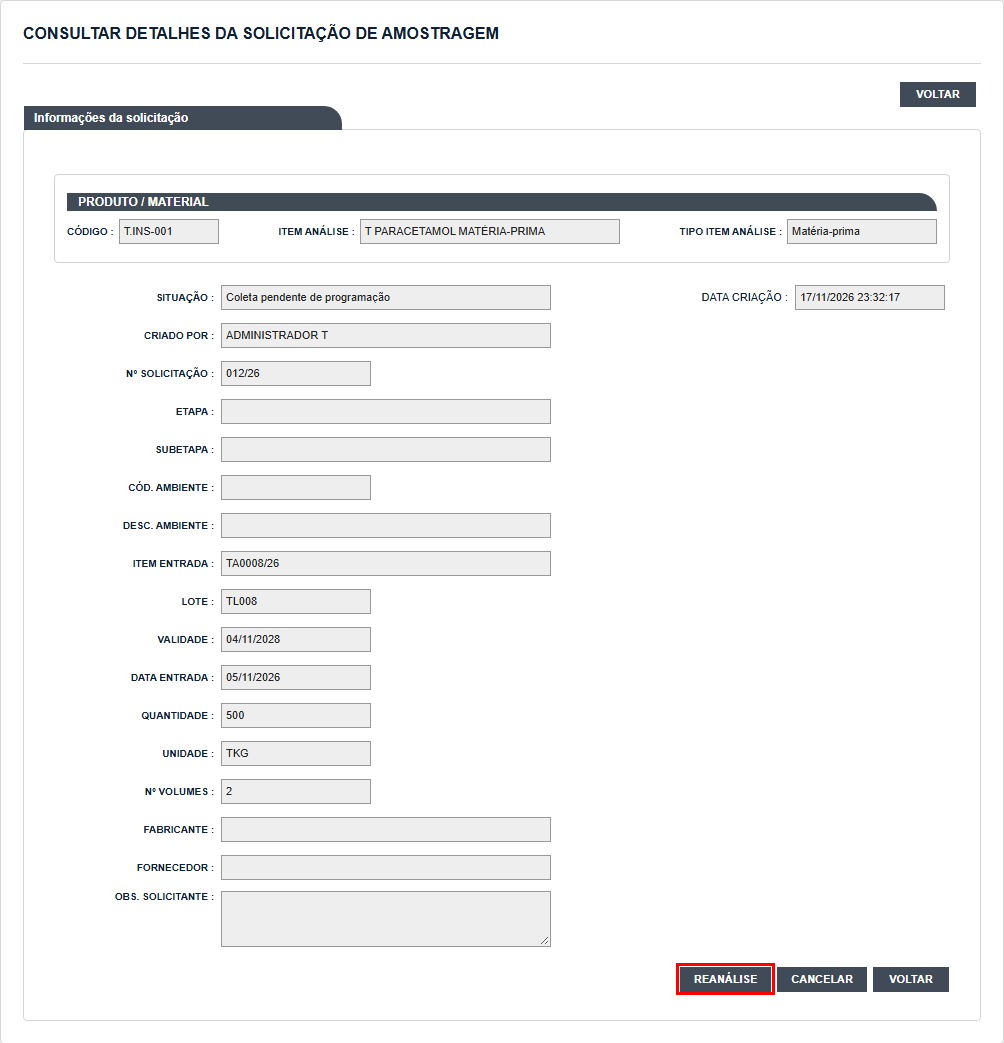 CONSULTAR DETALHES DA SOLICITAÇÃO DE AMOSTRAGEM
VOLTAR
Informações da solicitação
PRODUTO / MATERIAL
CÓDIGO : T.INS-001 ITEM ANÁLISE : T PARACETAMOL MATÉRIA-PRIMA TIPO ITEM ANÁLISE : Matéria-prima
SITUAÇÃO : Coleta pendente de programação DATA CRIAÇÃO : 17/11/2026 23:32:17
CRIADO POR : ADMINISTRADOR T
Nº SOLICITAÇÃO : 012/26
ETAPA :
SUBETAPA :
CÓD. AMBIENTE :
DESC. AMBIENTE :
ITEM ENTRADA : TA0008/26
LOTE : TL008
VALIDADE : 04/11/2028
DATA ENTRADA : 05/11/2026
QUANTIDADE : 500
UNIDADE : TKG
Nº VOLUMES : 2
FABRICANTE :
FORNECEDOR :
OBS. SOLICITANTE :
REANÁLISE CANCELAR VOLTAR